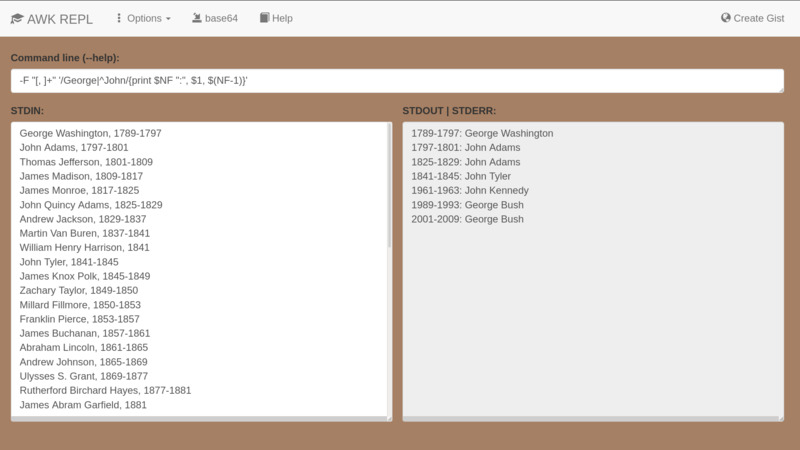 AWK REPL Options base64 Help Create Gist
Command line (--help):
-F "[, ]+" '/George|^John/{print $NF ":", $1, $(NF-1)}'
STDIN:
George Washington, 1789-1797
John Adams, 1797-1801
Thomas Jefferson, 1801-1809
James Madison, 1809-1817
James Monroe, 1817-1825
John Quincy Adams, 1825-1829
Andrew Jackson, 1829-1837
Martin Van Buren, 1837-1841
William Henry Harrison, 1841
John Tyler, 1841-1845
James Knox Polk, 1845-1849
Zachary Taylor, 1849-1850
Millard Fillmore, 1850-1853
Franklin Pierce, 1853-1857
James Buchanan, 1857-1861
Abraham Lincoln, 1861-1865
Andrew Johnson, 1865-1869
Ulysses S. Grant, 1869-1877
Rutherford Birchard Hayes, 1877-1881
James Abram Garfield, 1881
STDOUT | STDERR:
1789-1797: George Washington
1797-1801: John Adams
1825-1829: John Adams
1841-1845: John Tyler
1961-1963: John Kennedy
1989-1993: George Bush
2001-2009: George Bush